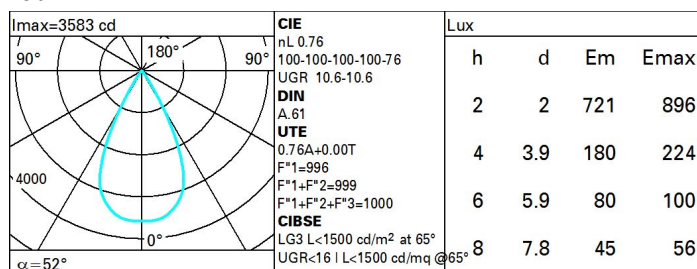 Imax=3583 cd
90° 180° 90°
4000
0°
α=52°
CIE
nL 0.76
100-100-100-100-76
UGR 10.6-10.6
DIN
A.61
UTE
0.76A+0.00T
F"1=996
F"1+F"2=999
F"1+F"2+F"3=1000
CIBSE
LG3 L<1500 cd/m² at 65°
UGR<16 | L<1500 cd/mq @65°
Lux
h d Em Emax
2 2 721 896
4 3.9 180 224
6 5.9 80 100
8 7.8 45 56